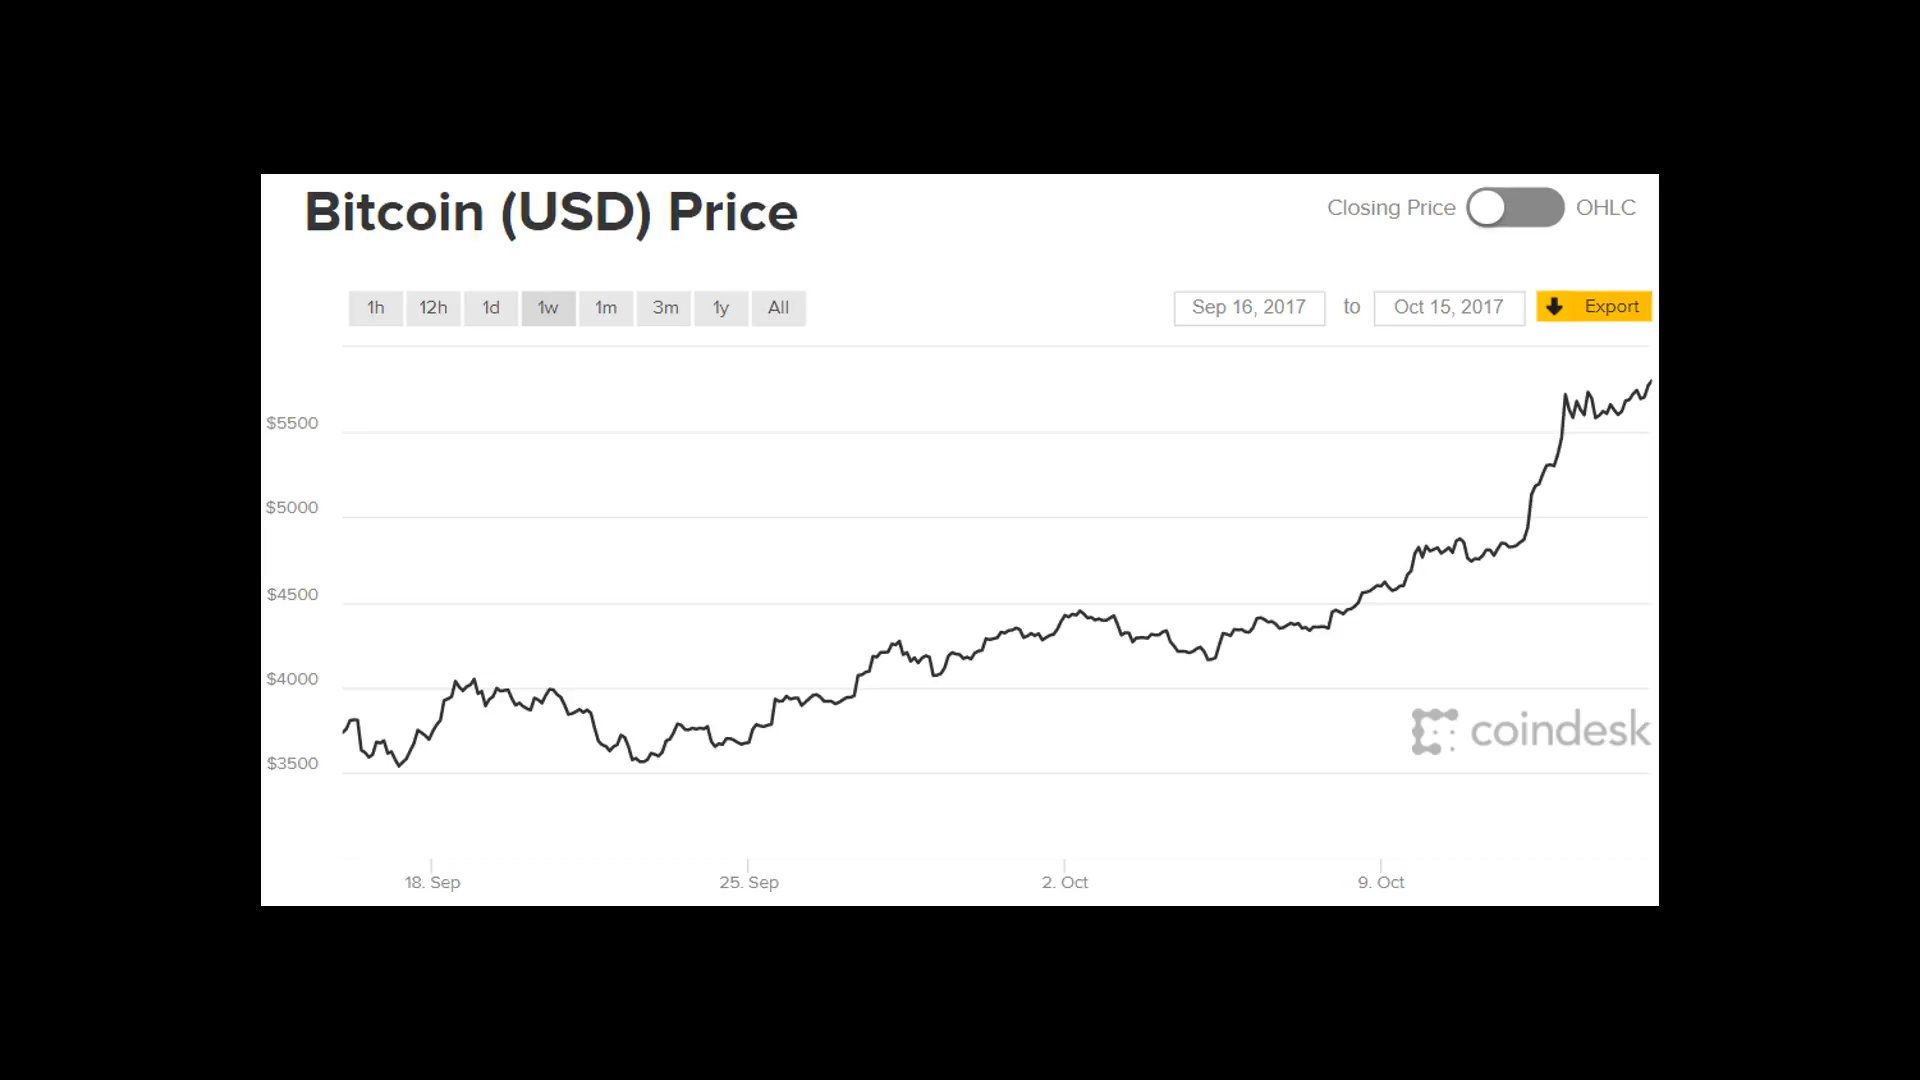 Bitcoin (USD) Price
Closing Price OHLC
1h 12h 1d 1w 1m 3m 1y All
Sep 16, 2017 to Oct 15, 2017 Export
$5500
$5000
$4500
$4000
coindesk
$3500
18. Sep 25. Sep 2. Oct 9. Oct